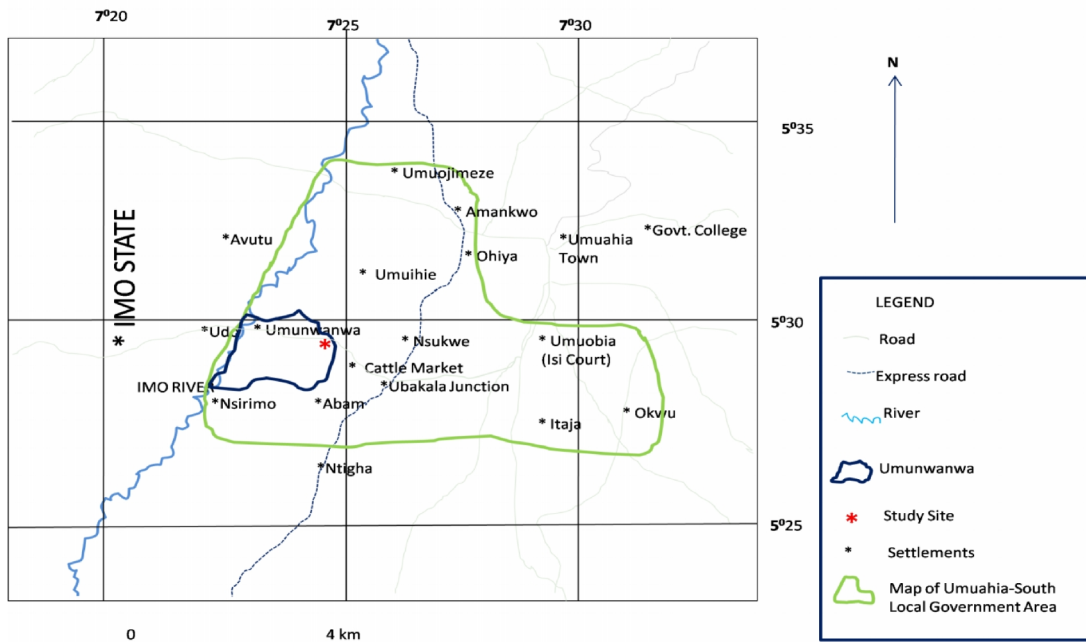 7⁰20
7⁰25
7⁰30
N
5⁰35
Umuojimeze
Amankwo
Govt. College
Avutu
Umuahia
Town
Ohiya
IMO STATE
Umuihie
5⁰30
LEGEND
Udo
Umunwanwa
Nsukwe
Umuobia
(Isi Court)
Road
Cattle Market
Express road
IMO RIVER
Ubakala Junction
Nsirimo
Abam
Okwu
River
Itaja
Ntigha
Umunwanwa
5⁰25
Study Site
Settlements
Map of Umuahia-South
Local Government Area
0 4 km